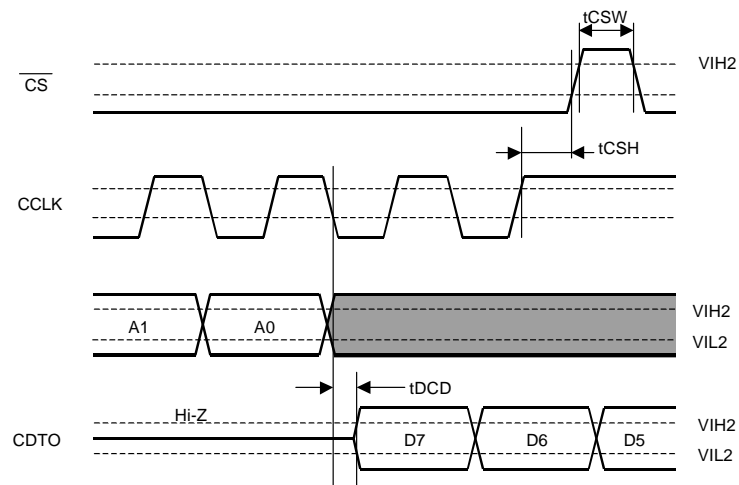 tCSW
VIH2
CS
tCSH
CCLK
VIH2
A1 A0
VIL2
tDCD
Hi-Z
VIH2
CDTO D7 D6 D5
VIL2